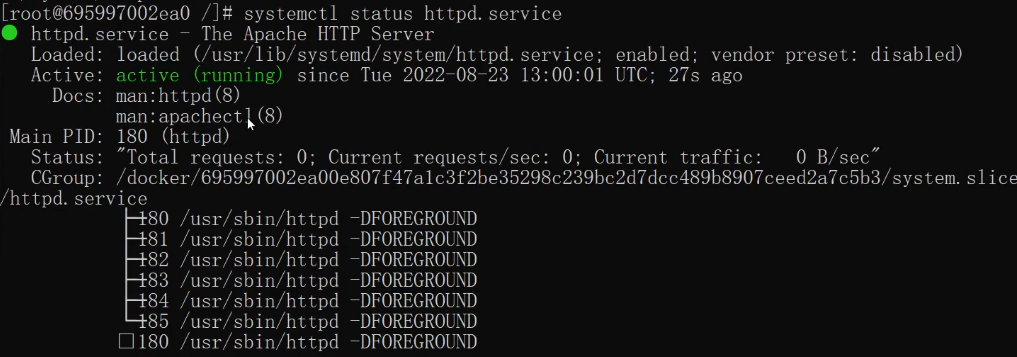 [root@695997002ea0 /]# systemctl status httpd.service
● httpd.service - The Apache HTTP Server
Loaded: loaded (/usr/lib/systemd/system/httpd.service; enabled; vendor preset: disabled)
Active: active (running) since Tue 2022-08-23 13:00:01 UTC; 27s ago
Docs: man:httpd(8)
man:apachectl(8)
Main PID: 180 (httpd)
Status: "Total requests: 0; Current requests/sec: 0; Current traffic:   0 B/sec"
CGroup: /docker/695997002ea00e807f47a1c3f2be35298c239bc2d7dcc489b8907ceed2a7c5b3/system.slice
/httpd.service
├─180 /usr/sbin/httpd -DFOREGROUND
├─181 /usr/sbin/httpd -DFOREGROUND
├─182 /usr/sbin/httpd -DFOREGROUND
├─183 /usr/sbin/httpd -DFOREGROUND
├─184 /usr/sbin/httpd -DFOREGROUND
└─185 /usr/sbin/httpd -DFOREGROUND
□180 /usr/sbin/httpd -DFOREGROUND